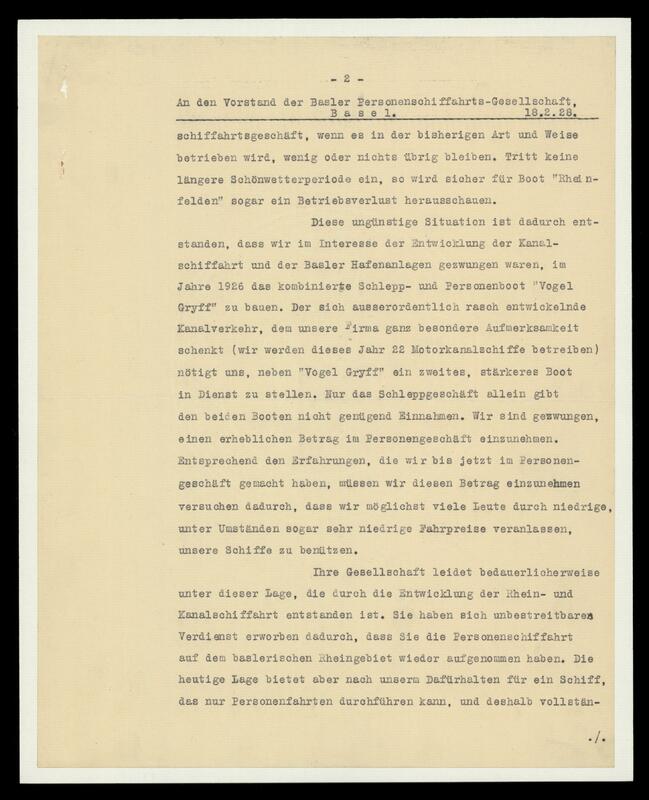 - 2 -
An den Vorstand der Basler Personenschiffahrts-Gesellschaft,
B a s e l. 18.2.28.
schiffahrtsgeschäft, wenn es in der bisherigen Art und Weise
betrieben wird, wenig oder nichts übrig bleiben. Tritt keine
längere Schönwetterperiode ein, so wird sicher für Boot "Rhein-
felden" sogar ein Betriebsverlust herausschauen.
Diese ungünstige Situation ist dadurch ent-
standen, dass wir im Interesse der Entwicklung der Kanal-
schiffahrt und der Basler Hafenanlagen gezwungen waren, im
Jahre 1926 das kombinierte Schlepp- und Personenboot "Vogel
Gryff" zu bauen. Der sich ausserordentlich rasch entwickelnde
Kanalverkehr, dem unsere Firma ganz besondere Aufmerksamkeit
schenkt (wir werden dieses Jahr 22 Motorkanalschiffe betreiben)
nötigt uns, neben "Vogel Gryff" ein zweites, stärkeres Boot
in Dienst zu stellen. Nur das Schleppgeschäft allein gibt
den beiden Booten nicht genügend Einnahmen. Wir sind gezwungen,
einen erheblichen Betrag im Personengeschäft einzunehmen.
Entsprechend den Erfahrungen, die wir bis jetzt im Personen-
geschäft gemacht haben, müssen wir diesen Betrag einzunehmen
versuchen dadurch, dass wir möglichst viele Leute durch niedrige,
unter Umständen sogar sehr niedrige Fahrpreise veranlassen,
unsere Schiffe zu benützen.
Ihre Gesellschaft leidet bedauerlicherweise
unter dieser Lage, die durch die Entwicklung der Rhein- und
Kanalschiffahrt entstanden ist. Sie haben sich unbestreitbaren
Verdienst erworben dadurch, dass Sie die Personenschiffahrt
auf dem baslerischen Rheingebiet wieder aufgenommen haben. Die
heutige Lage bietet aber nach unserm Dafürhalten für ein Schiff,
das nur Personenfahrten durchführen kann, und deshalb vollstän-
./.